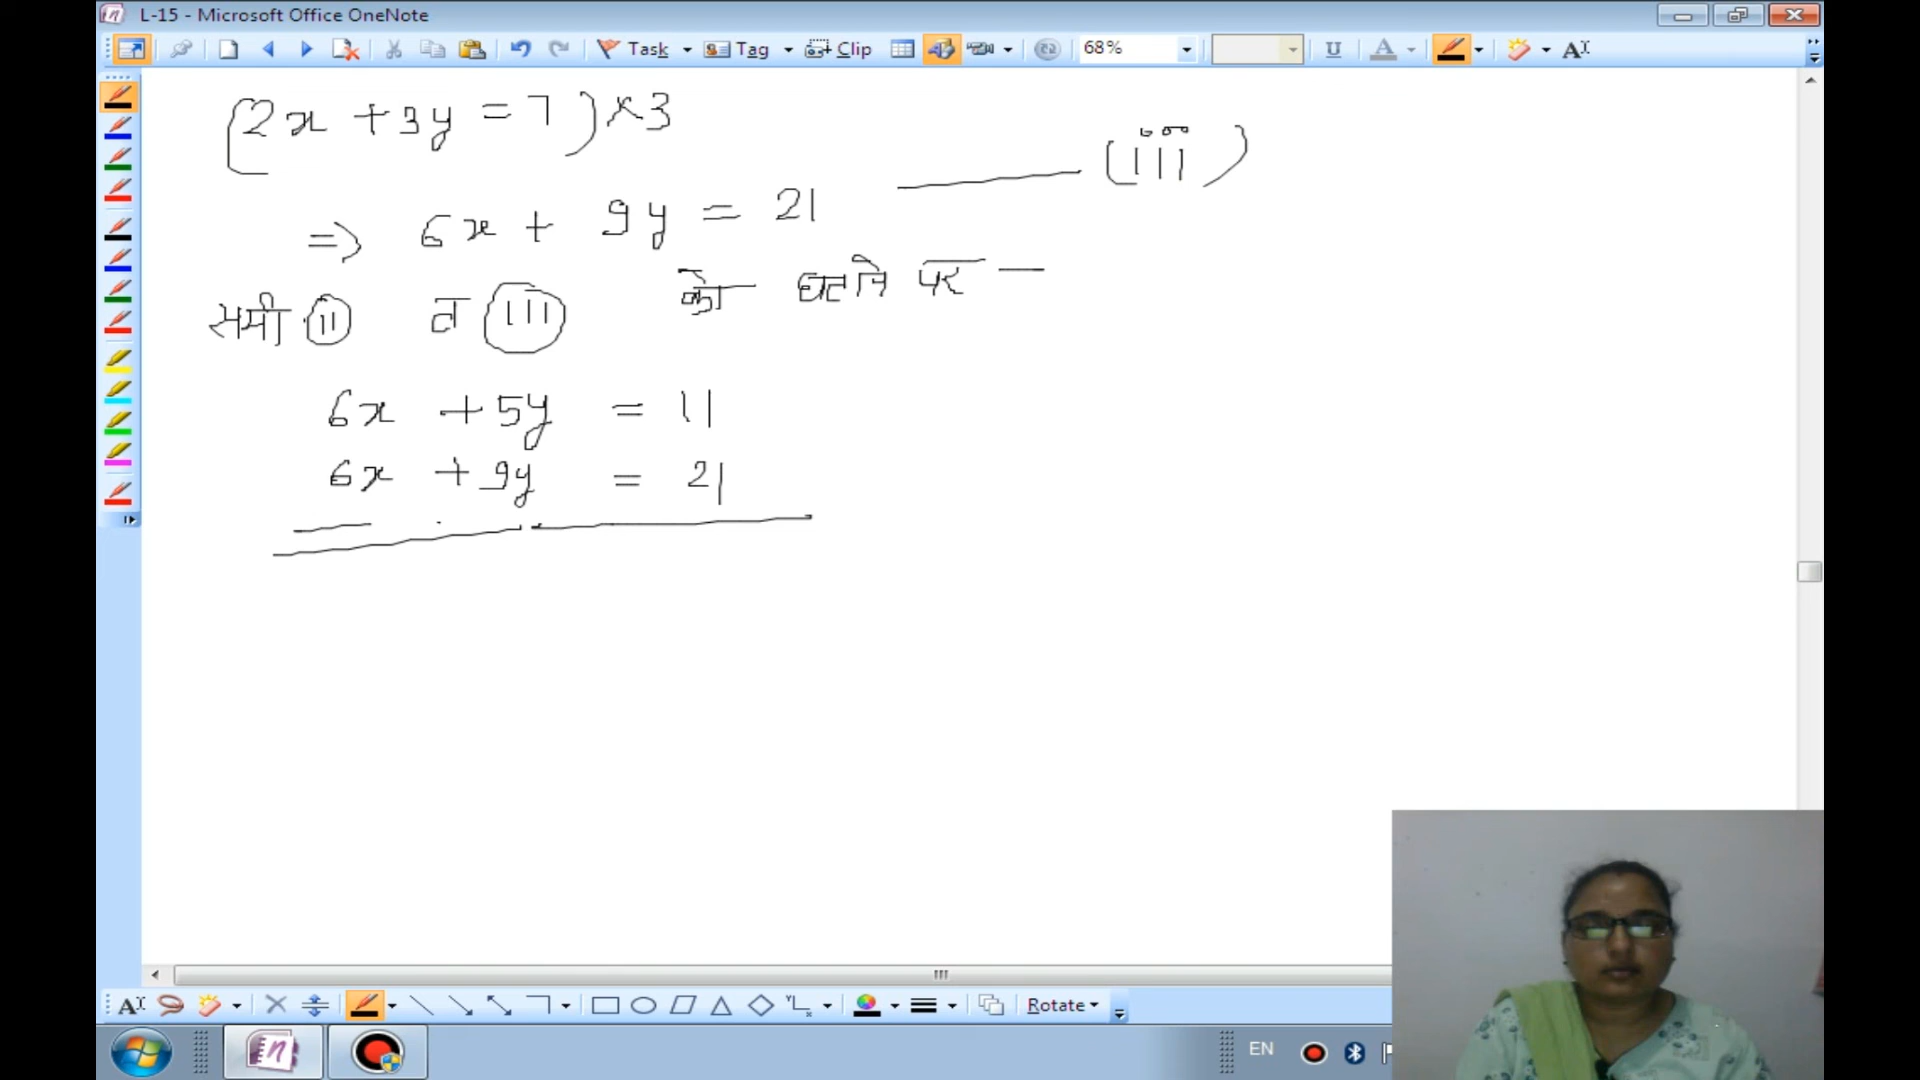 L-15 - Microsoft Office OneNote
Task Tag Clip 68% U A A
(2x + 3y = 7) × 3
(iii)
⇒ 6x + 9y = 21
समी (ii) व (iii) को घटाने पर —
6x + 5y = 11
6x + 9y = 21
A Rotate
EN